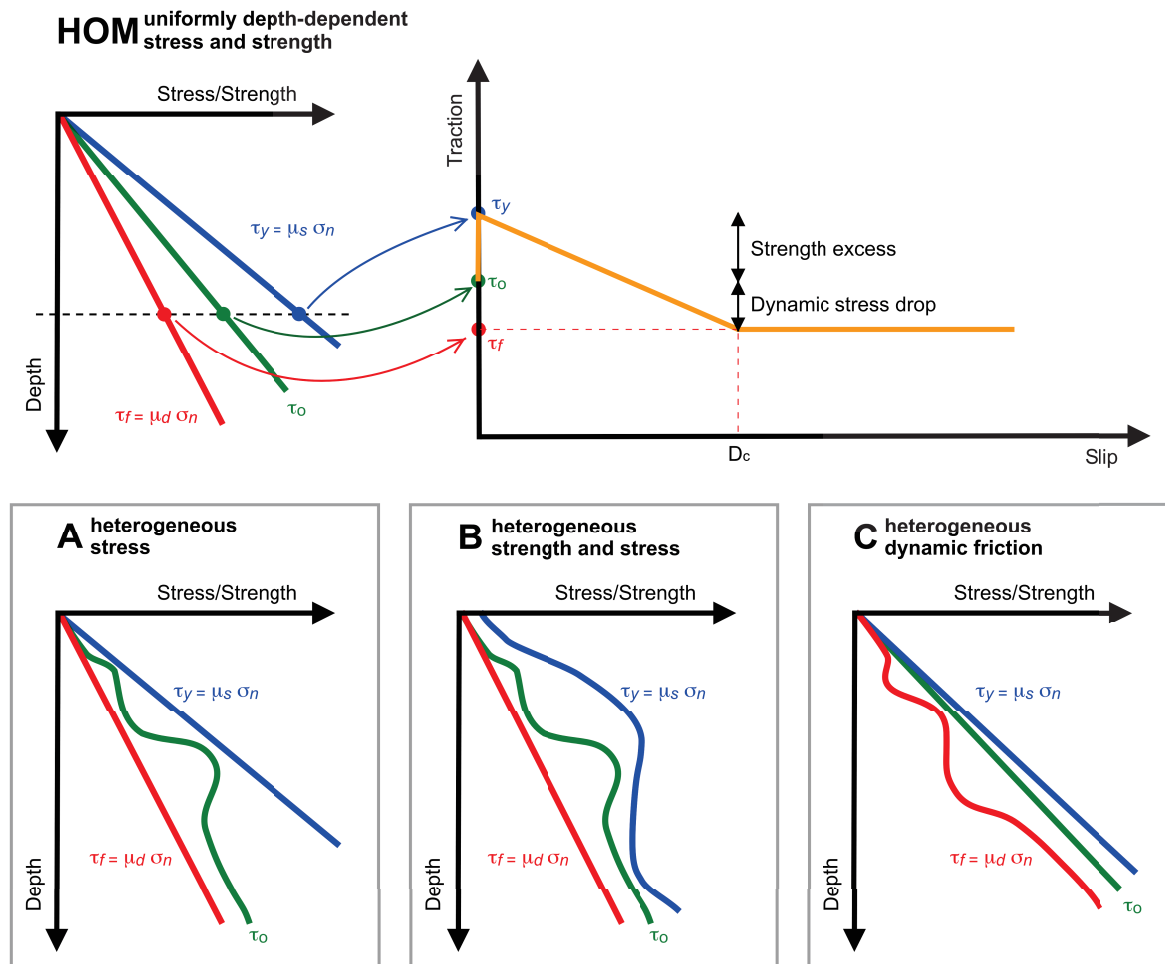 HOM uniformly depth-dependent
stress and strength
Stress/Strength
Depth
τy = μs σn
τf = μd σn
τo
Traction
τy
τo
τf
Strength excess
Dynamic stress drop
Dc
Slip
A heterogeneous
stress
Stress/Strength
Depth
τy = μs σn
τf = μd σn
τo
B heterogeneous
strength and stress
Stress/Strength
Depth
τy = μs σn
τf = μd σn
τo
C heterogeneous
dynamic friction
Stress/Strength
Depth
τy = μs σn
τf = μd σn
τo